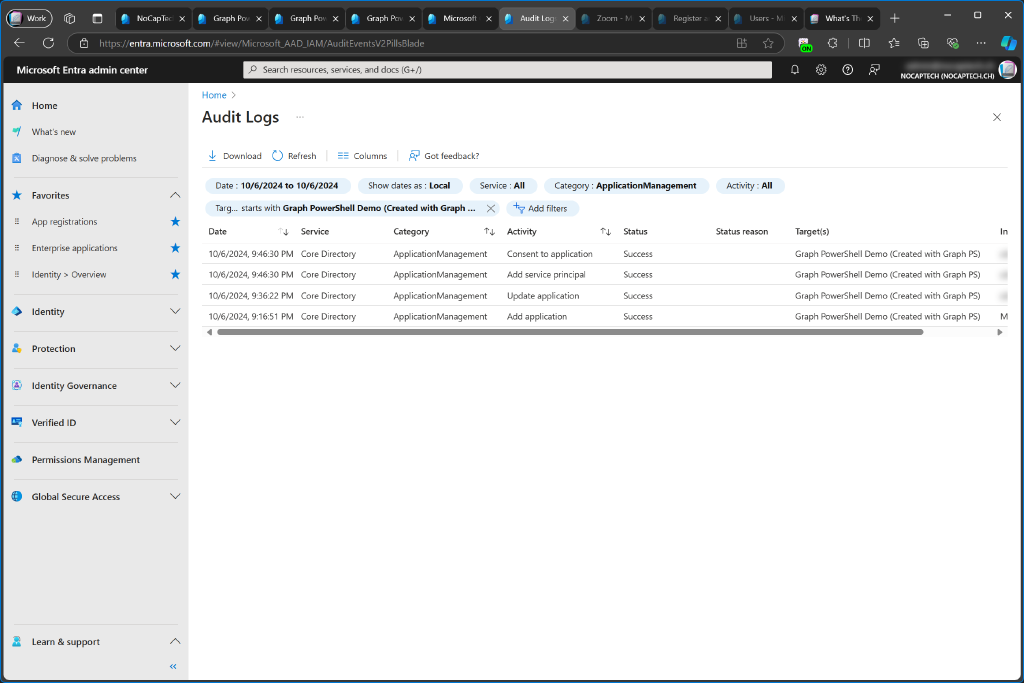 Work
NoCapTec
Graph Pow
Graph Pow
Graph Pow
Microsoft
Audit Logs
Zoom - M
Register a
Users - Mi
What's Th
https://entra.microsoft.com/#view/Microsoft_AAD_IAM/AuditEventsV2PillsBlade
ON
Microsoft Entra admin center
Search resources, services, and docs (G+/)
NOCAPTECH (NOCAPTECH.CH)
Home
What's new
Diagnose & solve problems
Favorites
App registrations
Enterprise applications
Identity > Overview
Identity
Protection
Identity Governance
Verified ID
Permissions Management
Global Secure Access
Learn & support
Home >
Audit Logs ...
Download
Refresh
Columns
Got feedback?
Date : 10/6/2024 to 10/6/2024
Show dates as : Local
Service : All
Category : ApplicationManagement
Activity : All
Targ... starts with Graph PowerShell Demo (Created with Graph ...
Add filters
Date Service Category Activity Status Status reason Target(s) In
10/6/2024, 9:46:30 PM Core Directory ApplicationManagement Consent to application Success Graph PowerShell Demo (Created with Graph PS)
10/6/2024, 9:46:30 PM Core Directory ApplicationManagement Add service principal Success Graph PowerShell Demo (Created with Graph PS)
10/6/2024, 9:36:22 PM Core Directory ApplicationManagement Update application Success Graph PowerShell Demo (Created with Graph PS)
10/6/2024, 9:16:51 PM Core Directory ApplicationManagement Add application Success Graph PowerShell Demo (Created with Graph PS) M